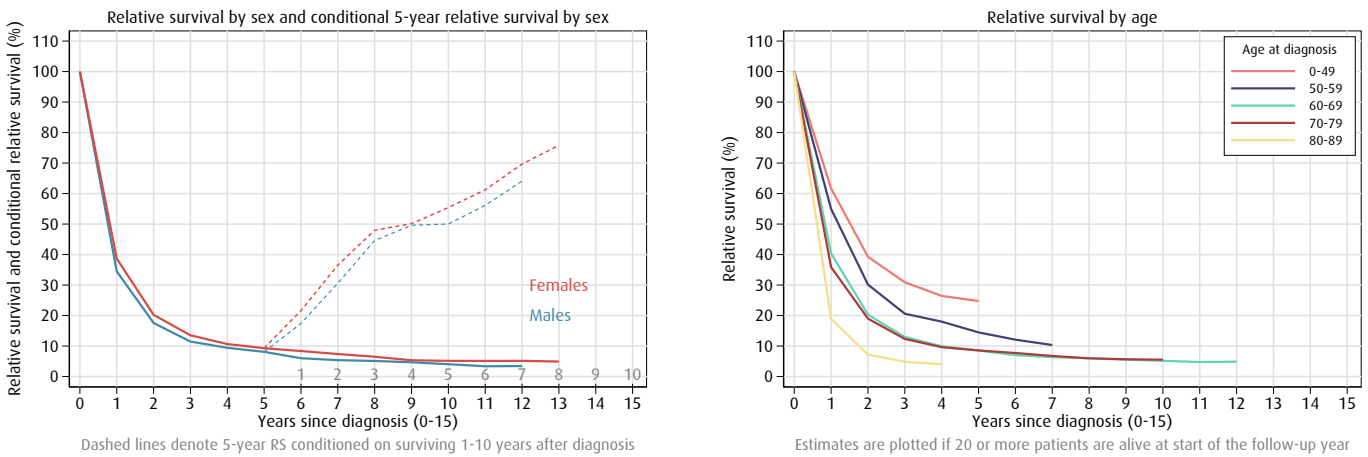 Relative survival by sex and conditional 5-year relative survival by sex
Relative survival and conditional relative survival (%)
110
100
90
80
70
60
50
40
30
20
10
0
Females
Males
1 2 3 4 5 6 7 8 9 10
0 1 2 3 4 5 6 7 8 9 10 11 12 13 14 15
Years since diagnosis (0-15)
Dashed lines denote 5-year RS conditioned on surviving 1-10 years after diagnosis
Relative survival by age
Relative survival (%)
110
100
90
80
70
60
50
40
30
20
10
0
Age at diagnosis
0-49
50-59
60-69
70-79
80-89
0 1 2 3 4 5 6 7 8 9 10 11 12 13 14 15
Years since diagnosis (0-15)
Estimates are plotted if 20 or more patients are alive at start of the follow-up year